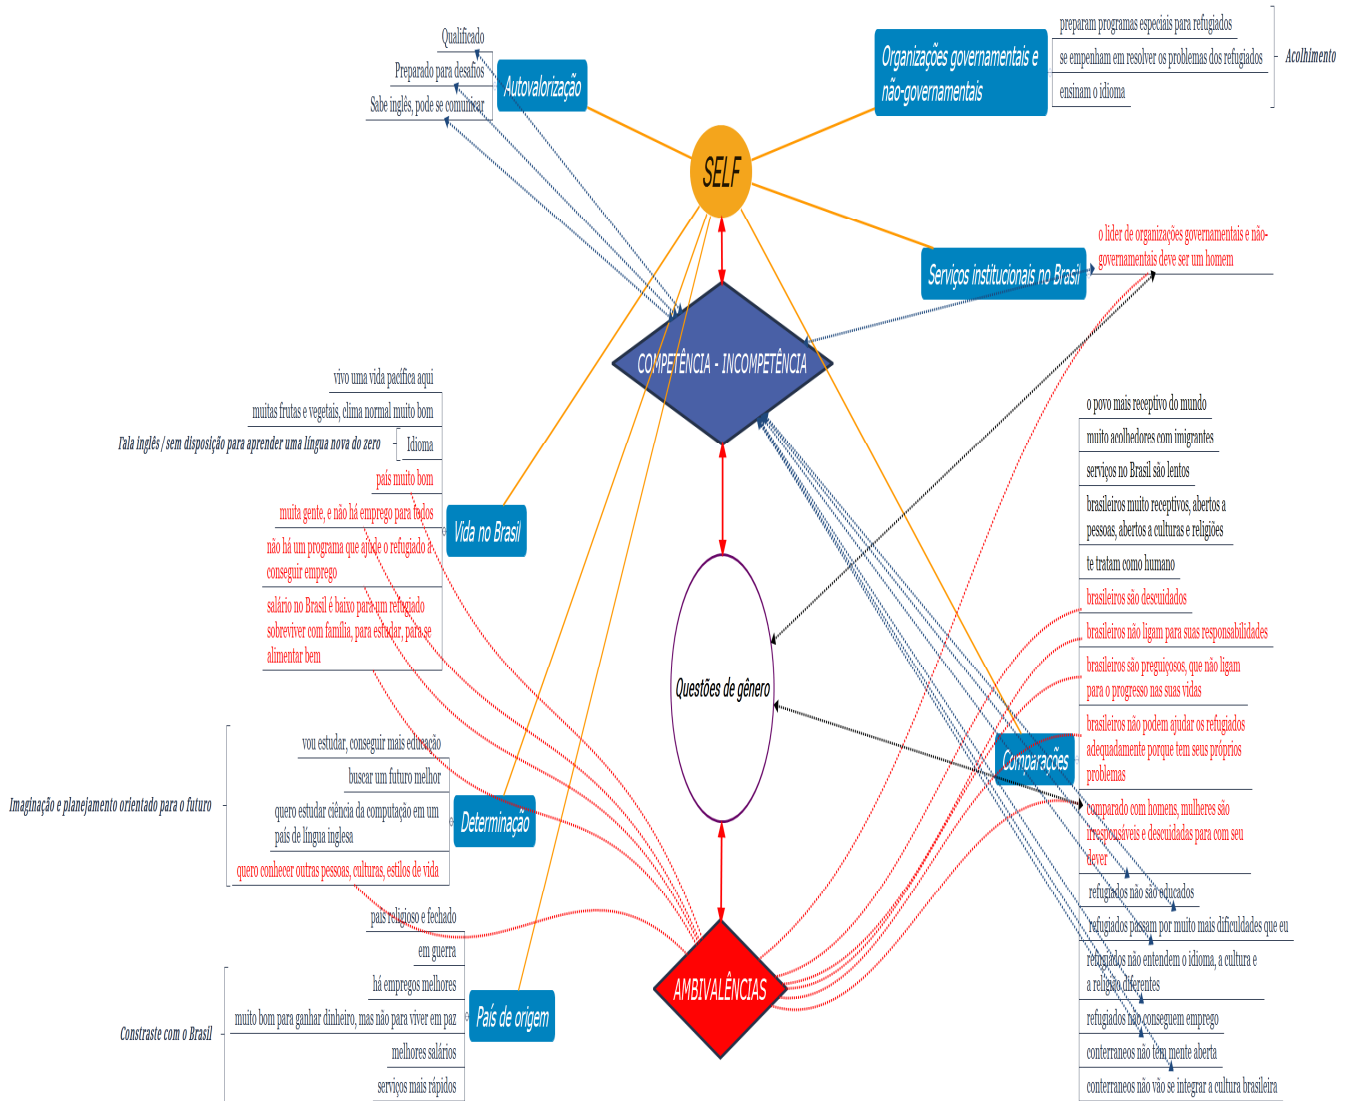 Qualificado
Preparado para desafios
Sabe inglês, pode se comunicar
Autovalorização
Organizações governamentais e
não-governamentais
preparam programas especiais para refugiados
se empenham em resolver os problemas dos refugiados
ensinam o idioma
Acolhimento
SELF
Serviços institucionais no Brasil
o líder de organizações governamentais e não-
governamentais deve ser um homem
COMPETÊNCIA - INCOMPETÊNCIA
vivo uma vida pacífica aqui
muitas frutas e vegetais, clima normal muito bom
Fala inglês / sem disposição para aprender uma língua nova do zero
Idioma
país muito bom
muita gente, e não há emprego para todos
não há um programa que ajude o refugiado a
conseguir emprego
salário no Brasil é baixo para um refugiado
sobreviver com família, para estudar, para se
alimentar bem
Vida no Brasil
o povo mais receptivo do mundo
muito acolhedores com imigrantes
serviços no Brasil são lentos
brasileiros muito receptivos, abertos a
pessoas, abertos a culturas e religiões
te tratam como humano
brasileiros são descuidados
brasileiros não ligam para suas responsabilidades
brasileiros são preguiçosos, que não ligam
para o progresso nas suas vidas
brasileiros não podem ajudar os refugiados
adequadamente porque tem seus próprios
problemas
comparado com homens, mulheres são
irresponsáveis e descuidadas para com seu
dever
refugiados não são educados
refugiados passam por muito mais dificuldades que eu
refugiados não entendem o idioma, a cultura e
a religião diferentes
refugiados não conseguem emprego
conterraneos não têm mente aberta
conterraneos não vão se integrar a cultura brasileira
Comparações
Questões de gênero
vou estudar, conseguir mais educação
buscar um futuro melhor
quero estudar ciência da computação em um
país de língua inglesa
quero conhecer outras pessoas, culturas, estilos de vida
Imaginação e planejamento orientado para o futuro
Determinação
país religioso e fechado
em guerra
há empregos melhores
muito bom para ganhar dinheiro, mas não para viver em paz
melhores salários
serviços mais rápidos
Constraste com o Brasil
País de origem
AMBIVALÊNCIAS